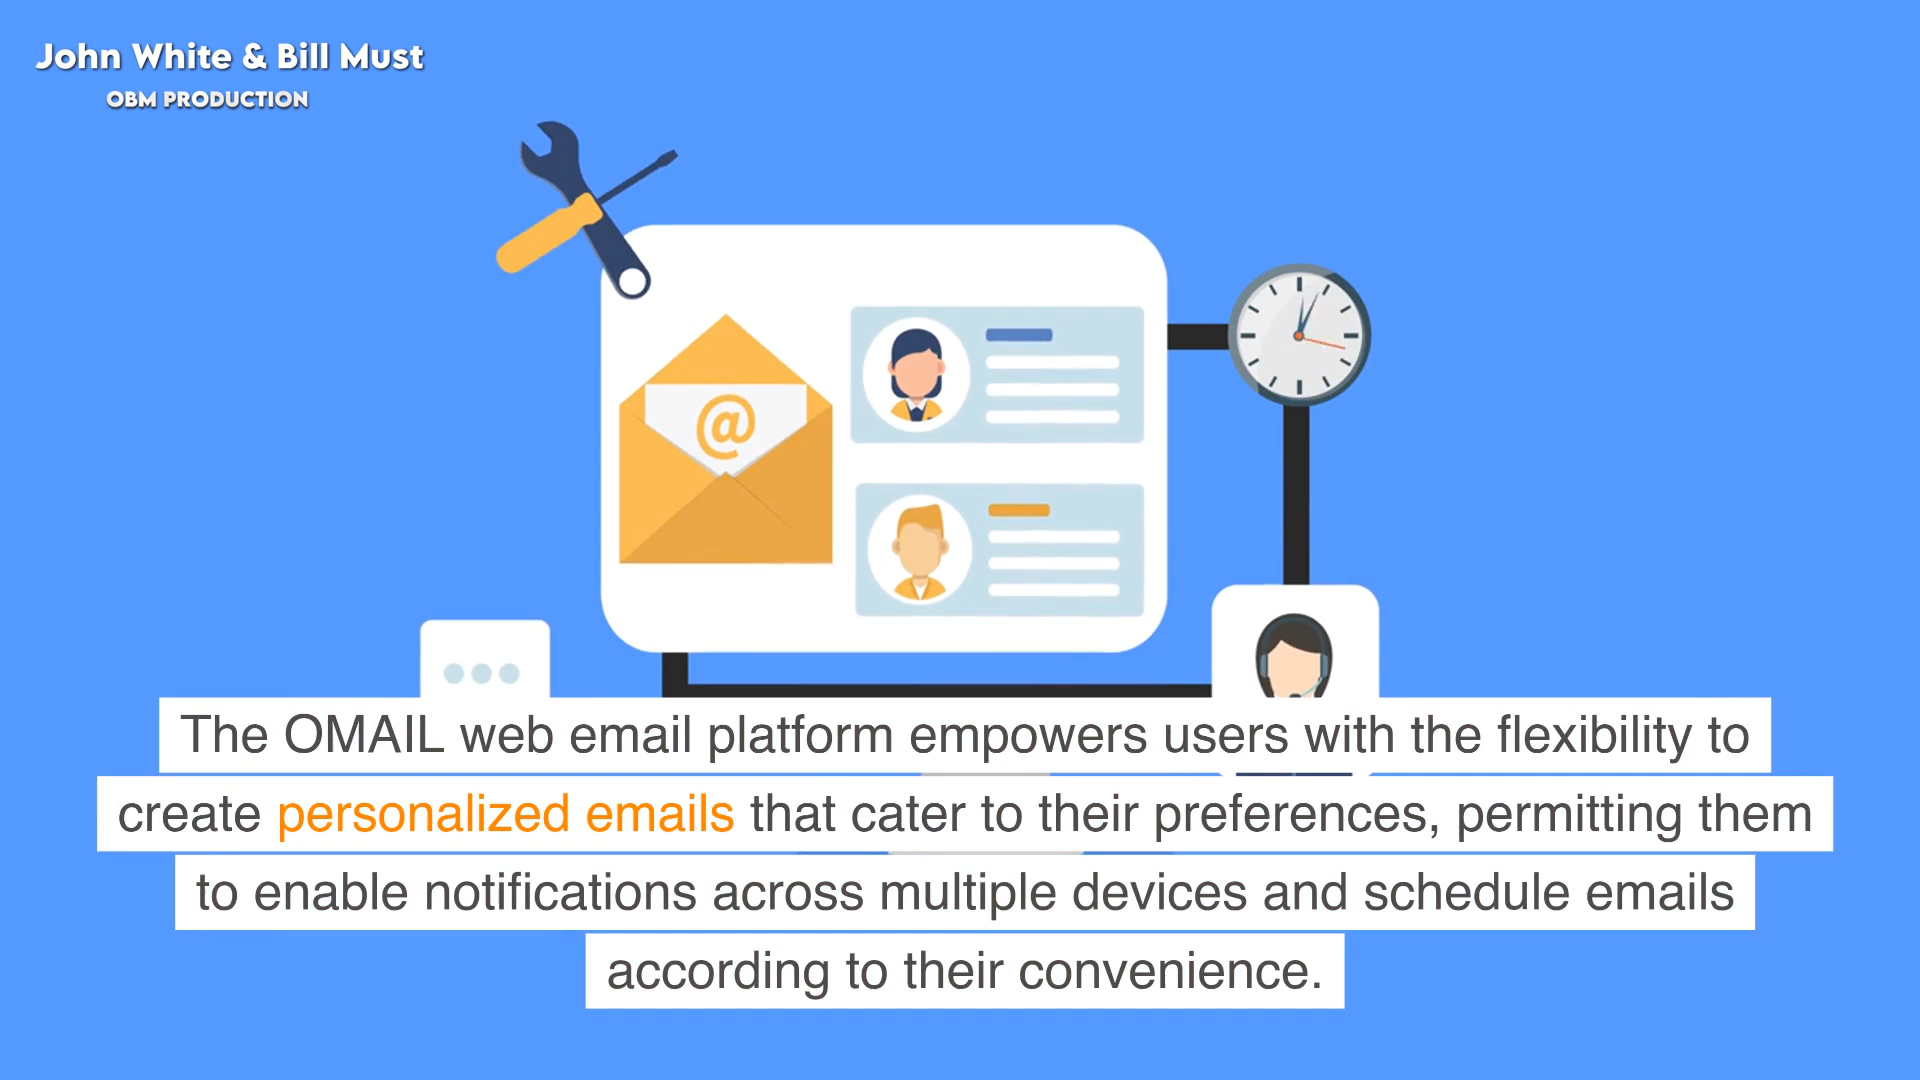 John White & Bill Must
OBM PRODUCTION
@
The OMAIL web email platform empowers users with the flexibility to
create personalized emails that cater to their preferences, permitting them
to enable notifications across multiple devices and schedule emails
according to their convenience.